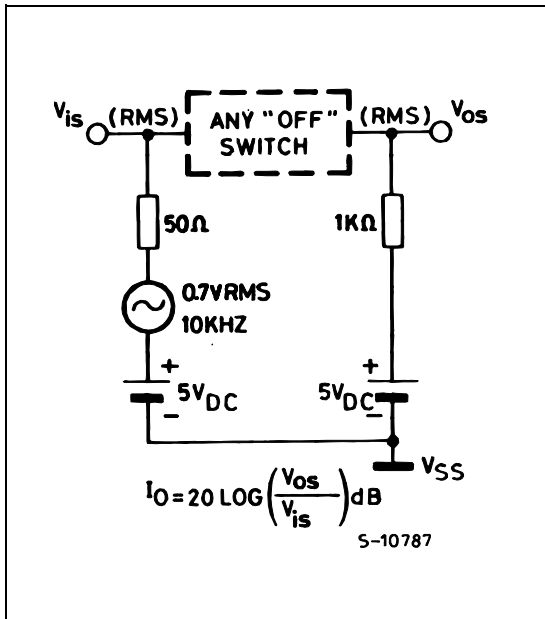 Vis (RMS) ANY "OFF" SWITCH (RMS) Vos
50Ω 1KΩ
0.7VRMS
10KHZ
+ +
5VDC 5VDC
- -
VSS
IO=20 LOG(Vos/Vis)dB
S-10787